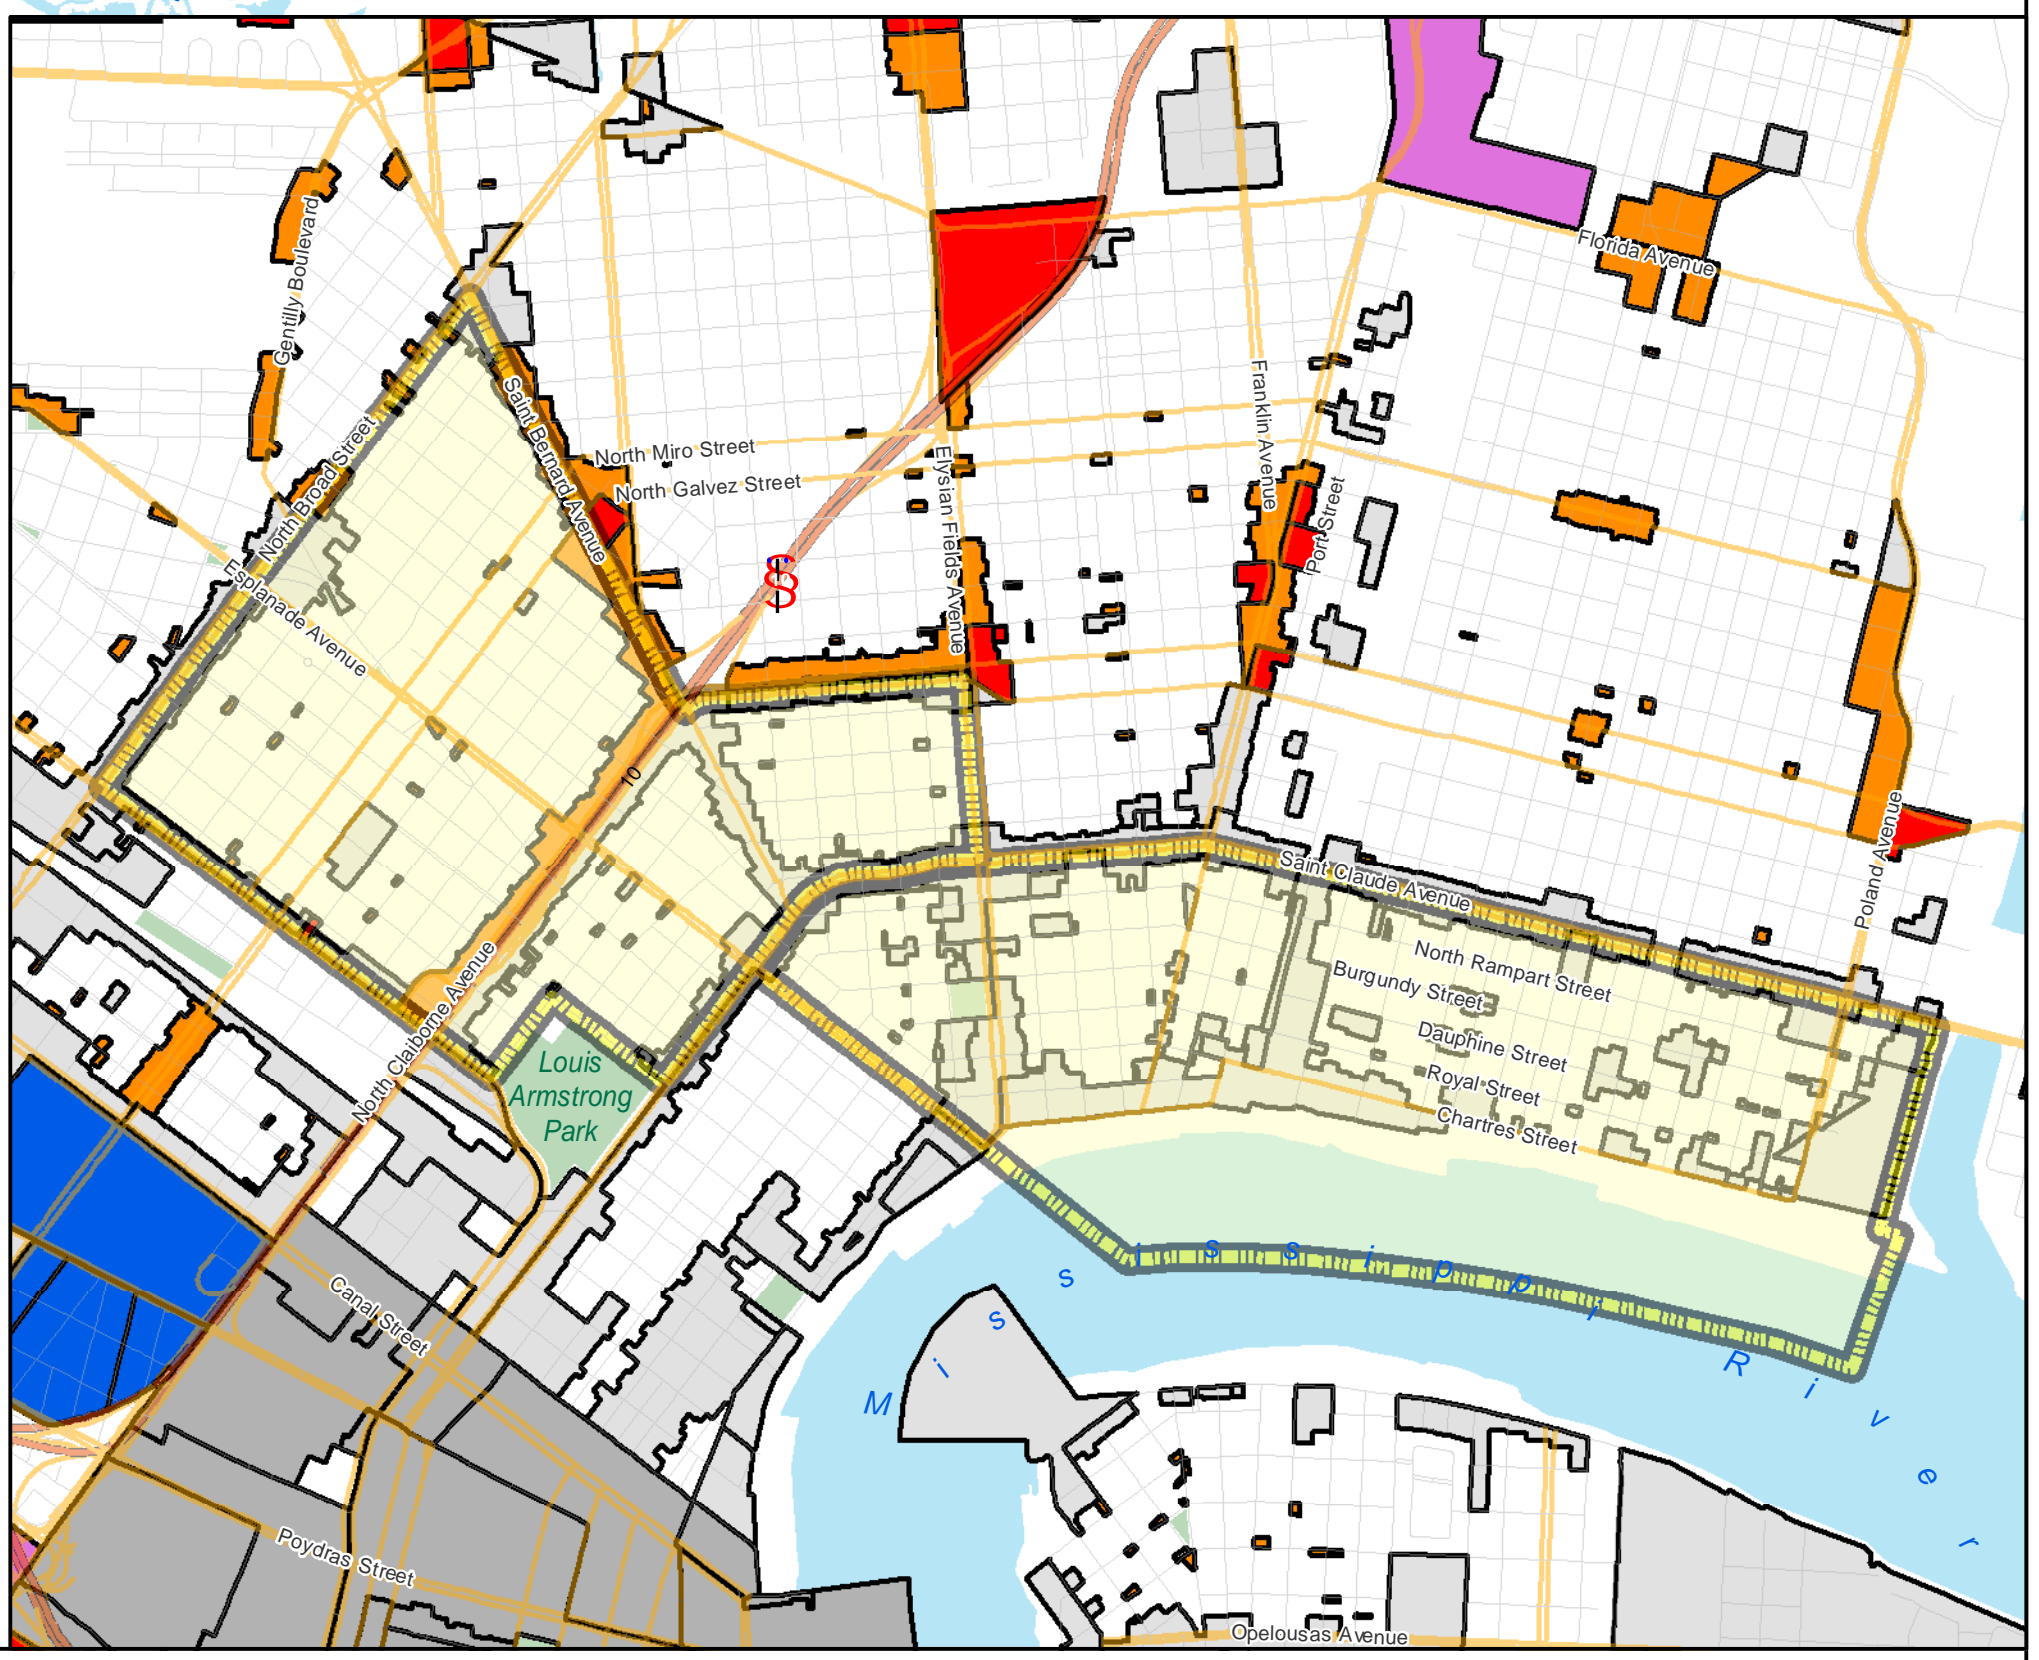 Florida Avenue
Gentilly Boulevard
Saint Bernard Avenue
Franklin Avenue
North Broad Street
North Miro Street
North Galvez Street
Elysian Fields Avenue
Port Street
Esplanade Avenue
10
Poland Avenue
Saint Claude Avenue
North Rampart Street
Burgundy Street
Dauphine Street
Royal Street
Chartres Street
North Claiborne Avenue
Louis
Armstrong
Park
Mississippi River
Canal Street
Poydras Street
Opelousas Avenue